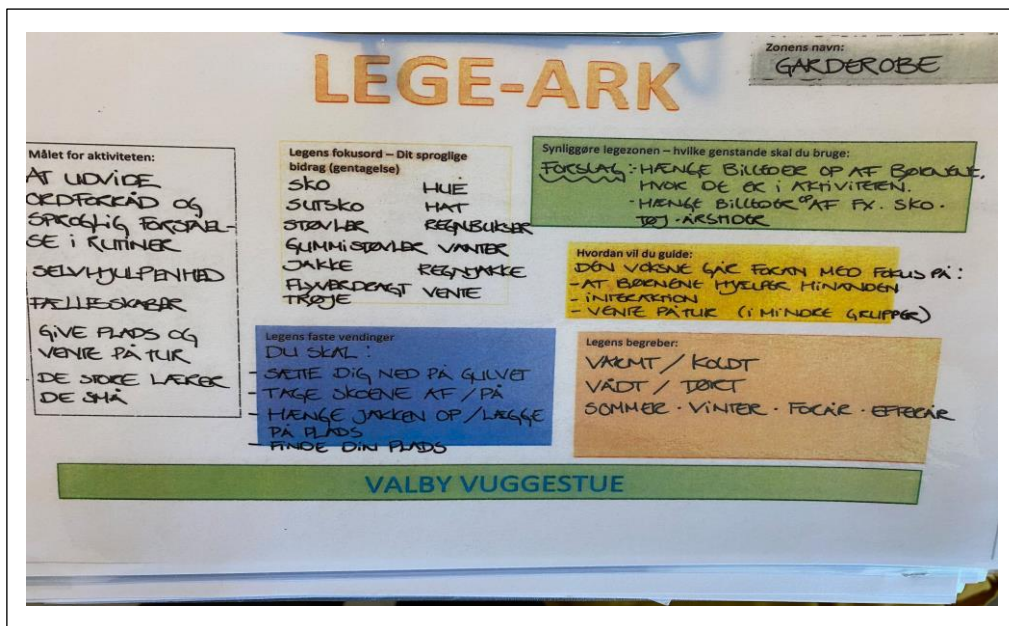 Zonens navn:
GARDEROBE
LEGE-ARK
Målet for aktiviteten:
AT UDVIDE
ORDFORRÅD OG
SPROGLIG FORSTÅEL-
SE I RUTINER
SELVHJULPENHED
FÆLLESSKABER
GIVE PLADS OG
VENTE PÅ TUR
DE STORE LÆRER
DE SMÅ
Legens fokusord – Dit sproglige
bidrag (gentagelse)
SKO HUE
SUTSKO HAT
STØVLER REGNBUKSER
GUMMISTØVLER VANTER
JAKKE REGNJAKKE
FLYVERDRAGT VENTE
TRØJE
Synliggøre legezonen – hvilke genstande skal du bruge:
FORSLAG: - HÆNGE BILLEDER OP AF BØRNENE,
HVOR DE ER I AKTIVITETEN.
- HÆNGE BILLEDER OP AF FX. SKO ·
TØJ · ÅRSTIDER
Hvordan vil du guide:
DEN VOKSNE GÅR FORAN MED FOKUS PÅ:
- AT BØRNENE HJÆLPER HINANDEN
- INTERAKTION
- VENTE PÅ TUR (I MINDRE GRUPPER)
Legens faste vendinger
DU SKAL:
- SÆTTE DIG NED PÅ GULVET
- TAGE SKOENE AF / PÅ
- HÆNGE JAKKEN OP / LÆGGE
PÅ PLADS
- FINDE DIN PLADS
Legens begreber:
VARMT / KOLDT
VÅDT / TØRT
SOMMER · VINTER · FORÅR · EFTERÅR
VALBY VUGGESTUE